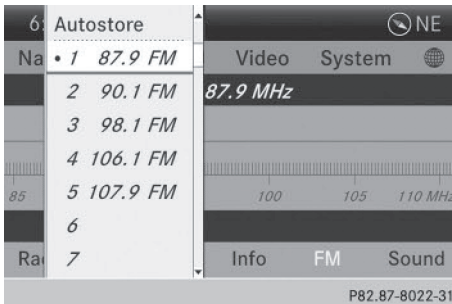 Autostore
NE
• 1 87.9 FM
Video System
2 90.1 FM
87.9 MHz
3 98.1 FM
4 106.1 FM
5 107.9 FM
85 100 105 110 MHz
6
7
Info FM Sound
P82.87-8022-31